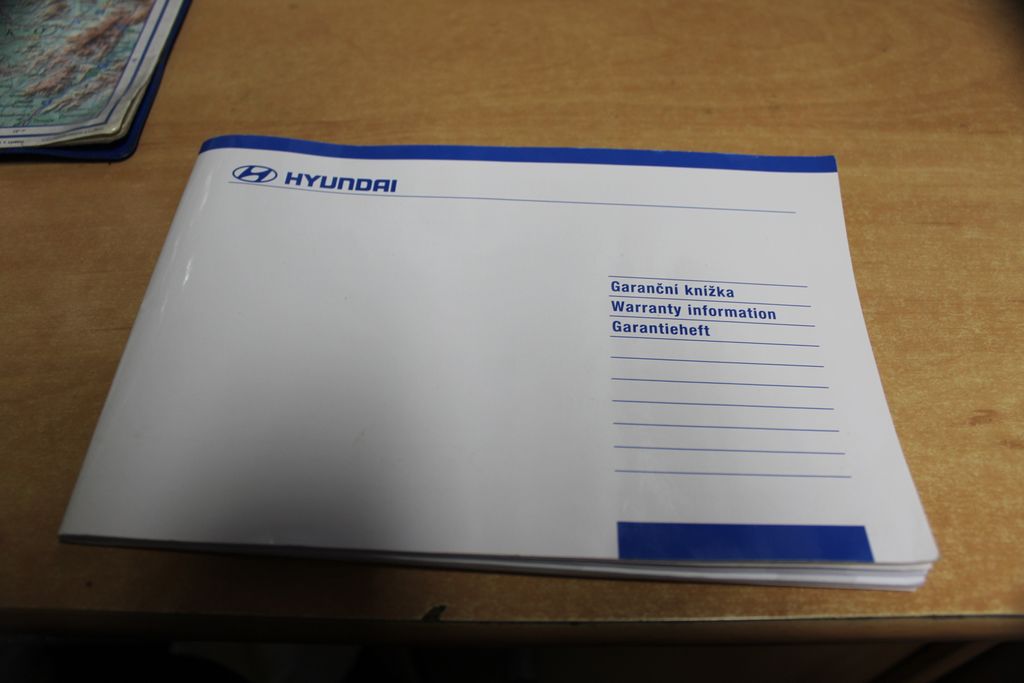 HYUNDAI
Garanční knížka
Warranty information
Garantieheft